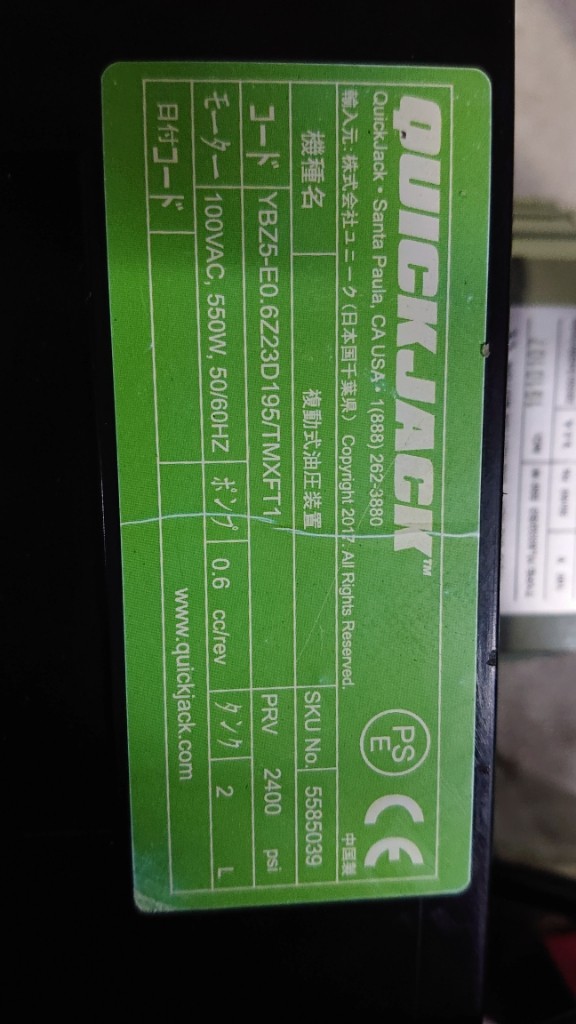 QUICKJACK™
QuickJack • Santa Paula, CA USA • 1(888) 262-3880
輸入元:株式会社ユニーク(日本国千葉県) Copyright 2017. All Rights Reserved.
PS E CE
中国製
機種名 複動式油圧装置 SKU No. 5585039
コード YBZ5-E0.6Z23D195/TMXFT1 PRV 2400 psi
モーター 100VAC, 550W, 50/60HZ ポンプ 0.6 cc/rev タンク 2 L
日付コード www.quickjack.com